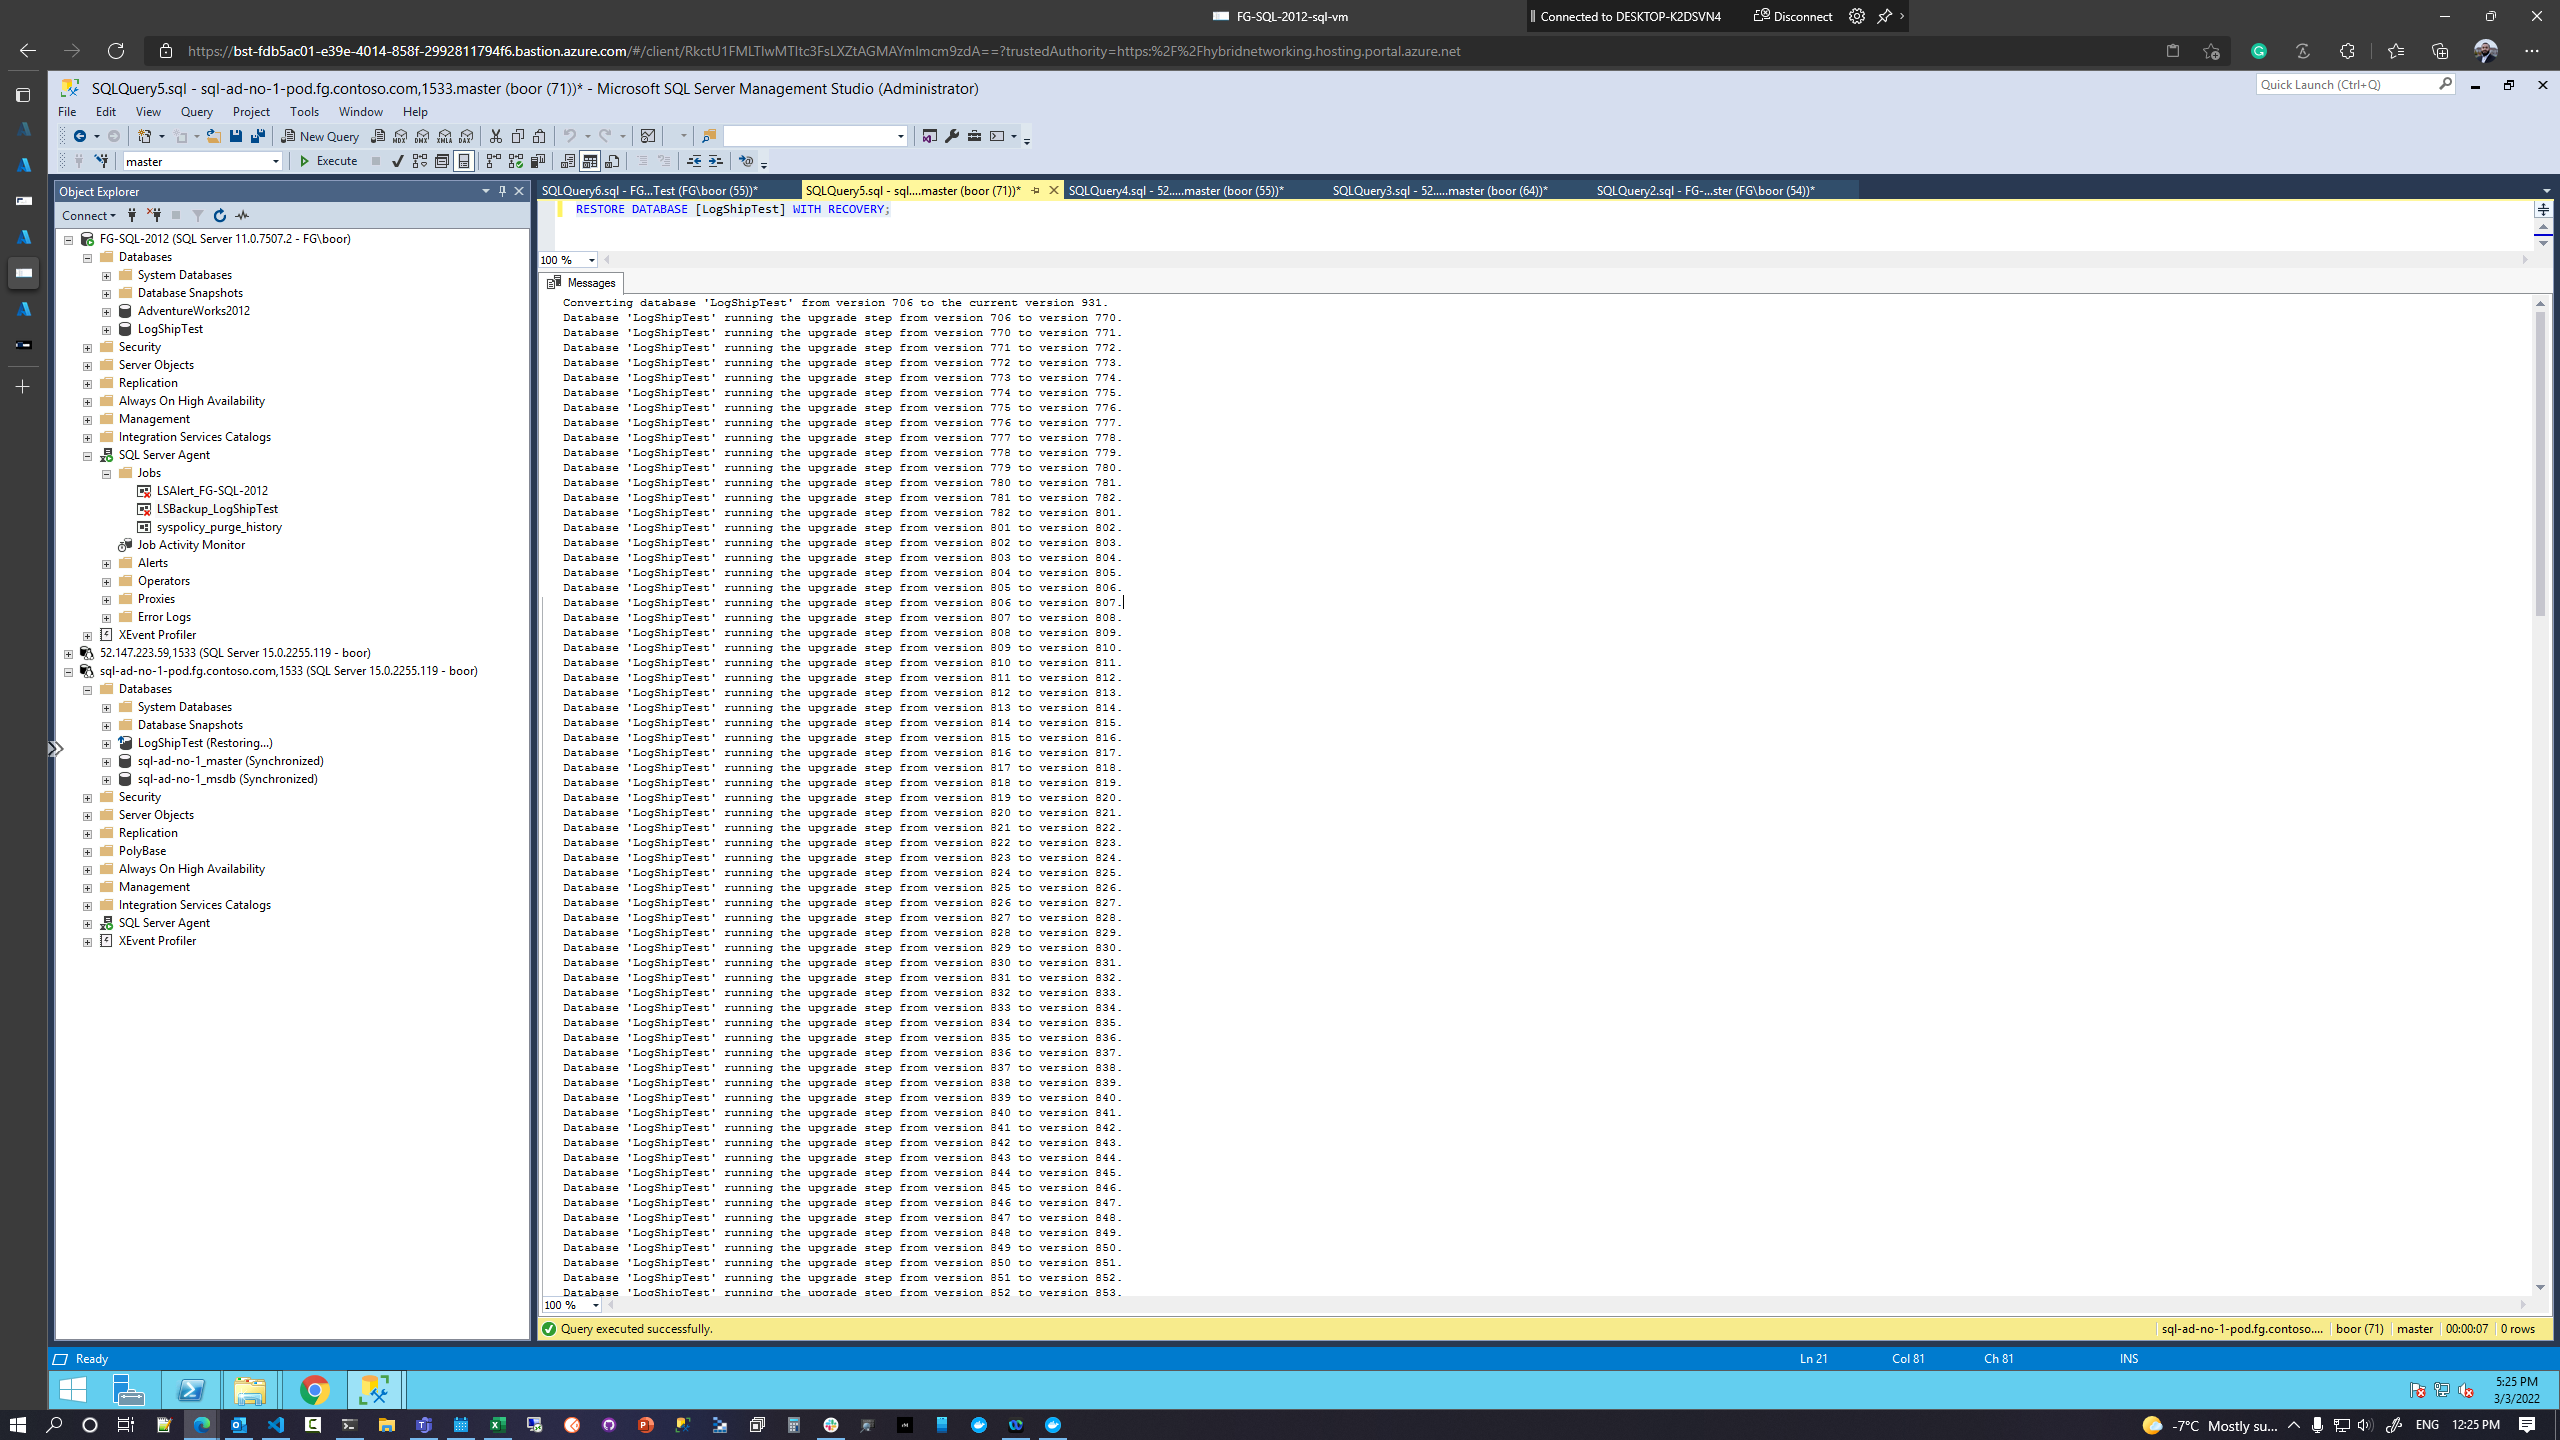 FG-SQL-2012-sql-vm
Connected to DESKTOP-K2DSVN4
Disconnect
https://bst-fdb5ac01-e39e-4014-858f-2992811794f6.bastion.azure.com/#/client/
SQLQuery5.sql - sql-ad-no-1-pod.fg.contoso.com,1533.master (boor (71))* - Microsoft SQL Server Management Studio (Administrator)
Quick Launch (Ctrl+Q)
File Edit View Query Project Tools Window Help
New Query
master
Execute
Object Explorer
Connect
FG-SQL-2012 (SQL Server 11.0.7507.2 - FG\boor)
Databases
System Databases
Database Snapshots
AdventureWorks2012
LogShipTest
Security
Server Objects
Replication
Always On High Availability
Management
Integration Services Catalogs
SQL Server Agent
Jobs
LSAlert_FG-SQL-2012
LSBackup_LogShipTest
syspolicy_purge_history
Job Activity Monitor
Alerts
Operators
Proxies
Error Logs
XEvent Profiler
52.147.223.59,1533 (SQL Server 15.0.2255.119 - boor)
sql-ad-no-1-pod.fg.contoso.com,1533 (SQL Server 15.0.2255.119 - boor)
Databases
System Databases
Database Snapshots
LogShipTest (Restoring...)
sql-ad-no-1_master (Synchronized)
sql-ad-no-1_msdb (Synchronized)
Security
Server Objects
Replication
PolyBase
Always On High Availability
Management
Integration Services Catalogs
SQL Server Agent
XEvent Profiler
SQLQuery6.sql - FG...Test (FG\boor (55))*
SQLQuery5.sql - sql....master (boor (71))*
SQLQuery4.sql - 52.....master (boor (55))*
SQLQuery3.sql - 52.....master (boor (64))*
SQLQuery2.sql - FG-...ster (FG\boor (54))*
RESTORE DATABASE [LogShipTest] WITH RECOVERY;
100 %
Messages
Converting database 'LogShipTest' from version 706 to the current version 931.
Database 'LogShipTest' running the upgrade step from version 706 to version 770.
Database 'LogShipTest' running the upgrade step from version 770 to version 771.
Database 'LogShipTest' running the upgrade step from version 771 to version 772.
Database 'LogShipTest' running the upgrade step from version 772 to version 773.
Database 'LogShipTest' running the upgrade step from version 773 to version 774.
Database 'LogShipTest' running the upgrade step from version 774 to version 775.
Database 'LogShipTest' running the upgrade step from version 775 to version 776.
Database 'LogShipTest' running the upgrade step from version 776 to version 777.
Database 'LogShipTest' running the upgrade step from version 777 to version 778.
Database 'LogShipTest' running the upgrade step from version 778 to version 779.
Database 'LogShipTest' running the upgrade step from version 779 to version 780.
Database 'LogShipTest' running the upgrade step from version 780 to version 781.
Database 'LogShipTest' running the upgrade step from version 781 to version 782.
Database 'LogShipTest' running the upgrade step from version 782 to version 801.
Database 'LogShipTest' running the upgrade step from version 801 to version 802.
Database 'LogShipTest' running the upgrade step from version 802 to version 803.
Database 'LogShipTest' running the upgrade step from version 803 to version 804.
Database 'LogShipTest' running the upgrade step from version 804 to version 805.
Database 'LogShipTest' running the upgrade step from version 805 to version 806.
Database 'LogShipTest' running the upgrade step from version 806 to version 807.
Database 'LogShipTest' running the upgrade step from version 807 to version 808.
Database 'LogShipTest' running the upgrade step from version 808 to version 809.
Database 'LogShipTest' running the upgrade step from version 809 to version 810.
Database 'LogShipTest' running the upgrade step from version 810 to version 811.
Database 'LogShipTest' running the upgrade step from version 811 to version 812.
Database 'LogShipTest' running the upgrade step from version 812 to version 813.
Database 'LogShipTest' running the upgrade step from version 813 to version 814.
Database 'LogShipTest' running the upgrade step from version 814 to version 815.
Database 'LogShipTest' running the upgrade step from version 815 to version 816.
Database 'LogShipTest' running the upgrade step from version 816 to version 817.
Database 'LogShipTest' running the upgrade step from version 817 to version 818.
Database 'LogShipTest' running the upgrade step from version 818 to version 819.
Database 'LogShipTest' running the upgrade step from version 819 to version 820.
Database 'LogShipTest' running the upgrade step from version 820 to version 821.
Database 'LogShipTest' running the upgrade step from version 821 to version 822.
Database 'LogShipTest' running the upgrade step from version 822 to version 823.
Database 'LogShipTest' running the upgrade step from version 823 to version 824.
Database 'LogShipTest' running the upgrade step from version 824 to version 825.
Database 'LogShipTest' running the upgrade step from version 825 to version 826.
Database 'LogShipTest' running the upgrade step from version 826 to version 827.
Database 'LogShipTest' running the upgrade step from version 827 to version 828.
Database 'LogShipTest' running the upgrade step from version 828 to version 829.
Database 'LogShipTest' running the upgrade step from version 829 to version 830.
Database 'LogShipTest' running the upgrade step from version 830 to version 831.
Database 'LogShipTest' running the upgrade step from version 831 to version 832.
Database 'LogShipTest' running the upgrade step from version 832 to version 833.
Database 'LogShipTest' running the upgrade step from version 833 to version 834.
Database 'LogShipTest' running the upgrade step from version 834 to version 835.
Database 'LogShipTest' running the upgrade step from version 835 to version 836.
Database 'LogShipTest' running the upgrade step from version 836 to version 837.
Database 'LogShipTest' running the upgrade step from version 837 to version 838.
Database 'LogShipTest' running the upgrade step from version 838 to version 839.
Database 'LogShipTest' running the upgrade step from version 839 to version 840.
Database 'LogShipTest' running the upgrade step from version 840 to version 841.
Database 'LogShipTest' running the upgrade step from version 841 to version 842.
Database 'LogShipTest' running the upgrade step from version 842 to version 843.
Database 'LogShipTest' running the upgrade step from version 843 to version 844.
Database 'LogShipTest' running the upgrade step from version 844 to version 845.
Database 'LogShipTest' running the upgrade step from version 845 to version 846.
Database 'LogShipTest' running the upgrade step from version 846 to version 847.
Database 'LogShipTest' running the upgrade step from version 847 to version 848.
Database 'LogShipTest' running the upgrade step from version 848 to version 849.
Database 'LogShipTest' running the upgrade step from version 849 to version 850.
Database 'LogShipTest' running the upgrade step from version 850 to version 851.
Database 'LogShipTest' running the upgrade step from version 851 to version 852.
Database 'LogShipTest' running the upgrade step from version 852 to version 853.
100 %
Query executed successfully.
sql-ad-no-1-pod.fg.contoso.... boor (71) master 00:00:07 0 rows
Ready
Ln 21 Col 81 Ch 81 INS
5:25 PM
3/3/2022
-7°C Mostly su... ENG 12:25 PM